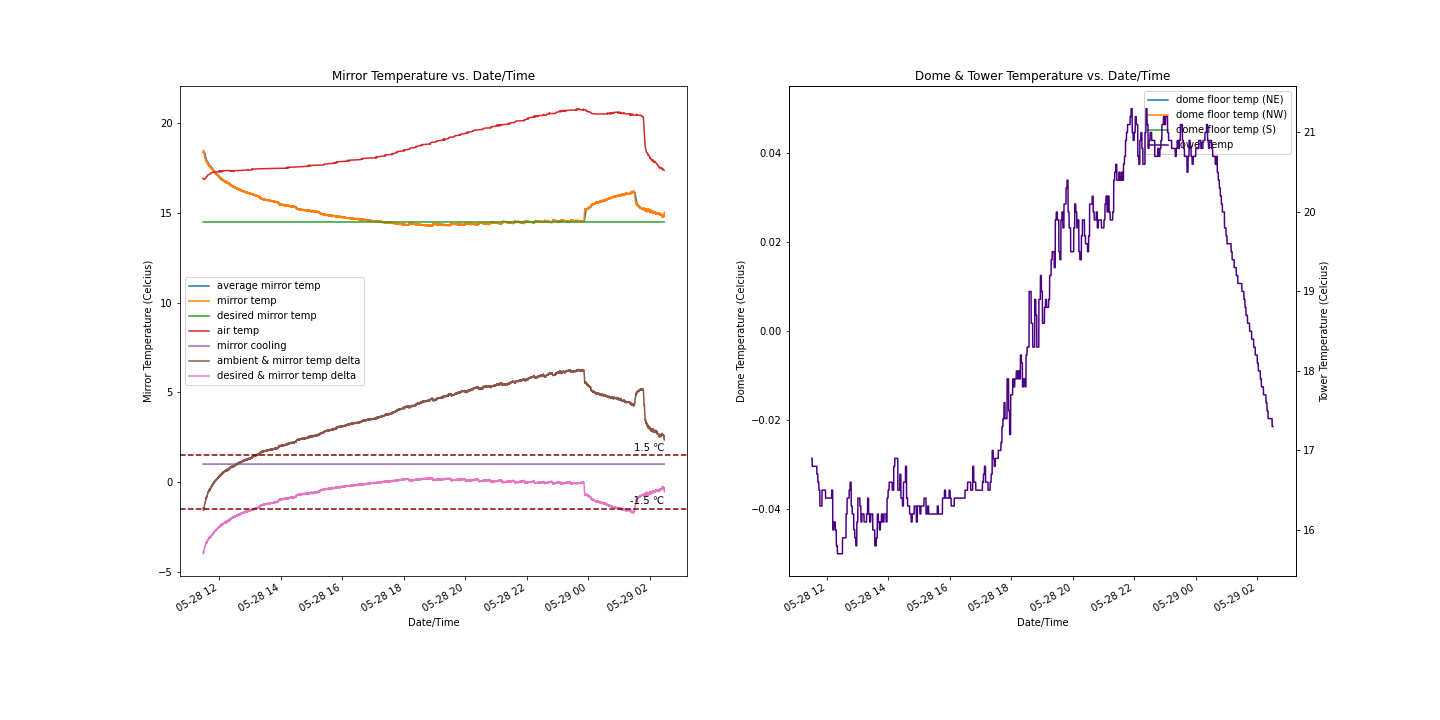 Mirror Temperature vs. Date/Time
Mirror Temperature (Celcius)
20
15
10
5
0
−5
average mirror temp
mirror temp
desired mirror temp
air temp
mirror cooling
ambient & mirror temp delta
desired & mirror temp delta
1.5 °C
-1.5 °C
05-28 12
05-28 14
05-28 16
05-28 18
05-28 20
05-28 22
05-29 00
05-29 02
Date/Time
Dome & Tower Temperature vs. Date/Time
Dome Temperature (Celcius)
0.04
0.02
0.00
−0.02
−0.04
dome floor temp (NE)
dome floor temp (NW)
dome floor temp (S)
tower temp
21
20
19
18
17
16
Tower Temperature (Celcius)
05-28 12
05-28 14
05-28 16
05-28 18
05-28 20
05-28 22
05-29 00
05-29 02
Date/Time